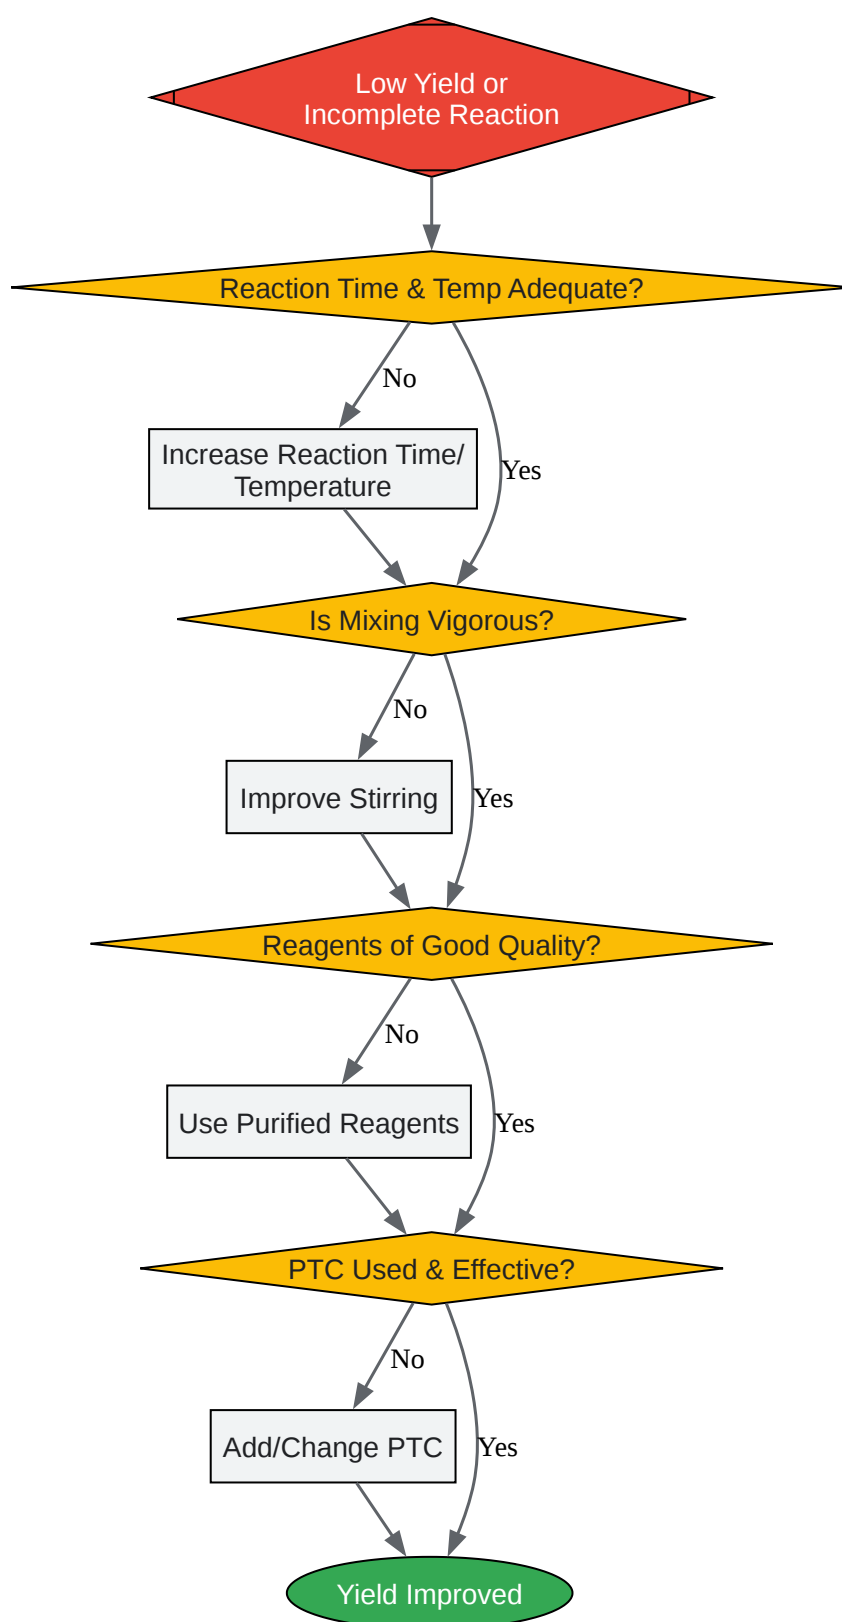 Low Yield or
Incomplete Reaction
Reaction Time & Temp Adequate?
No
Increase Reaction Time/
Temperature
Yes
Is Mixing Vigorous?
No
Improve Stirring
Yes
Reagents of Good Quality?
No
Use Purified Reagents
Yes
PTC Used & Effective?
No
Add/Change PTC
Yes
Yield Improved